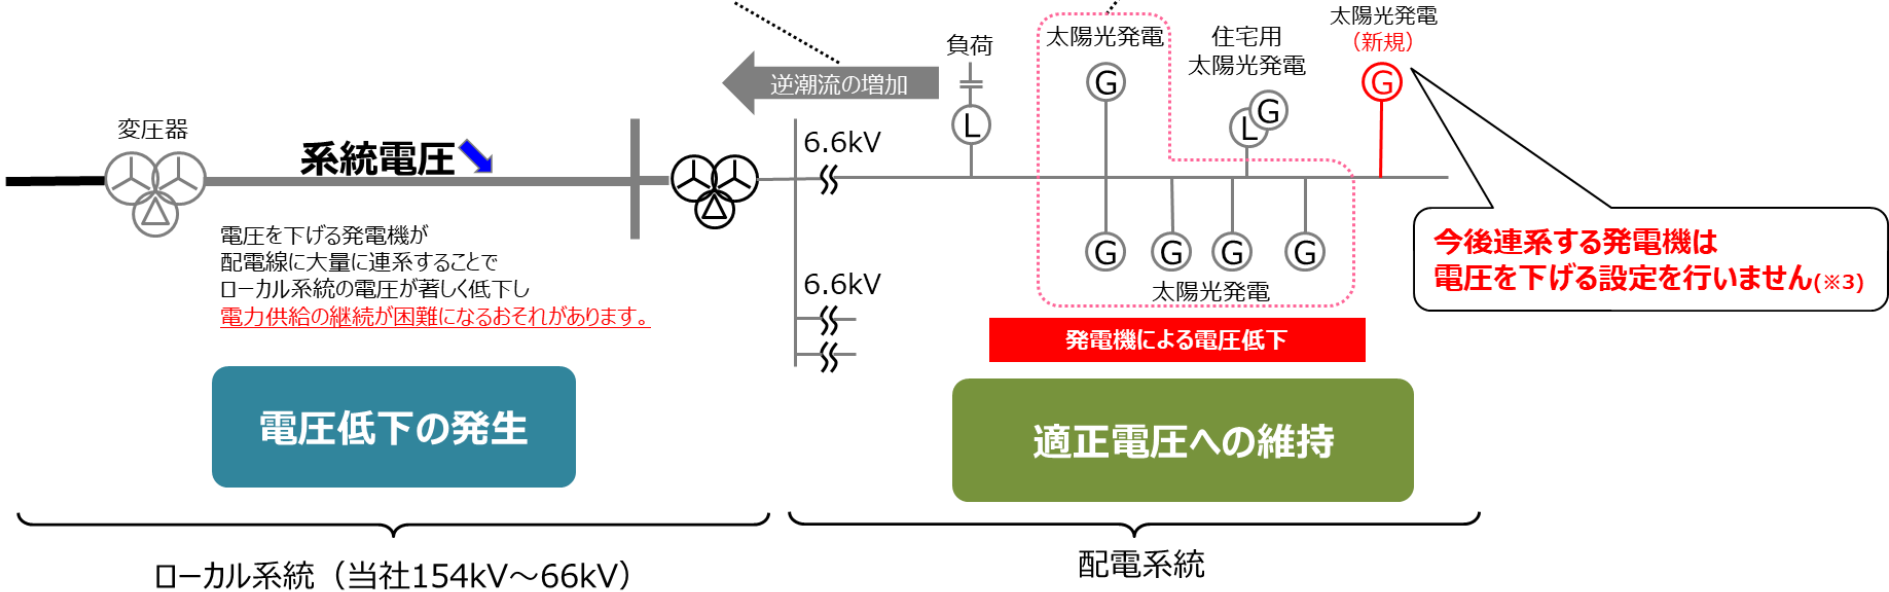 太陽光発電
（新規）
住宅用
太陽光発電
太陽光発電
負荷
逆潮流の増加
G
G
G
G
L
L
変圧器
系統電圧
6.6kV
電圧を下げる発電機が
配電線に大量に連系することで
ローカル系統の電圧が著しく低下し
電力供給の継続が困難になるおそれがあります。
今後連系する発電機は
電圧を下げる設定を行いません(※3)
G
G
G
G
6.6kV
太陽光発電
発電機による電圧低下
電圧低下の発生
適正電圧への維持
ローカル系統（当社154kV～66kV）
配電系統